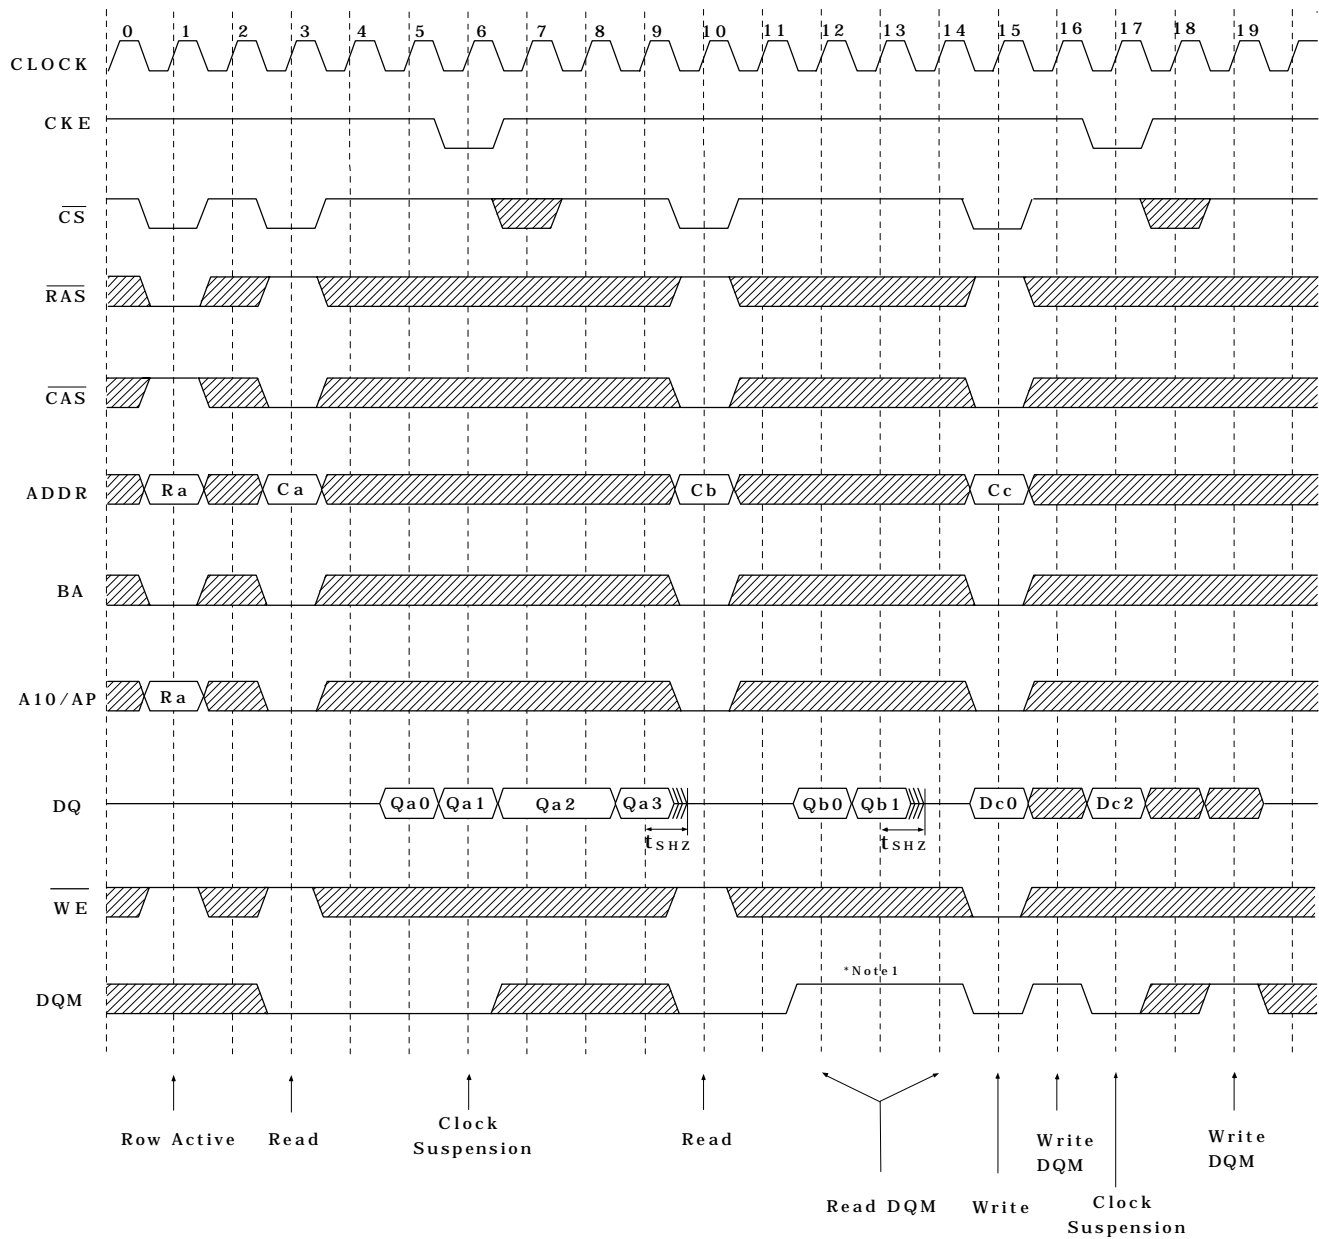 0 1 2 3 4 5 6 7 8 9 10 11 12 13 14 15 16 17 18 19
CLOCK
CKE
CS
RAS
CAS
ADDR Ra Ca Cb Cc
BA
A10/AP Ra
DQ Qa0 Qa1 Qa2 Qa3 Qb0 Qb1 Dc0 Dc2
tSHZ tSHZ
WE
*Note1
DQM
Row Active Read Clock Suspension Read Write DQM Write DQM
Read DQM Write Clock Suspension